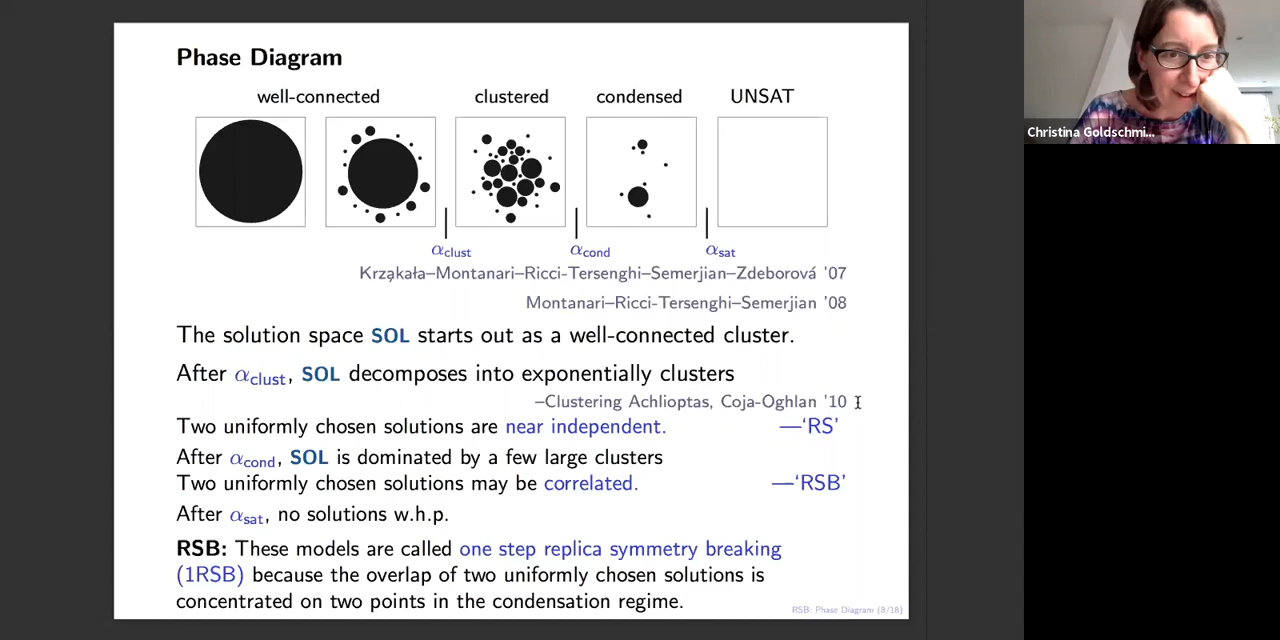 Phase Diagram
well-connected clustered condensed UNSAT
αclust αcond αsat
Krząkała–Montanari–Ricci-Tersenghi–Semerjian–Zdeborová '07
Montanari–Ricci-Tersenghi–Semerjian '08
The solution space SOL starts out as a well-connected cluster.
After αclust, SOL decomposes into exponentially clusters
–Clustering Achlioptas, Coja-Oghlan '10
Two uniformly chosen solutions are near independent. —'RS'
After αcond, SOL is dominated by a few large clusters
Two uniformly chosen solutions may be correlated. —'RSB'
After αsat, no solutions w.h.p.
RSB: These models are called one step replica symmetry breaking
(1RSB) because the overlap of two uniformly chosen solutions is
concentrated on two points in the condensation regime.
RSB: Phase Diagram (8/18)
Christina Goldschmi...